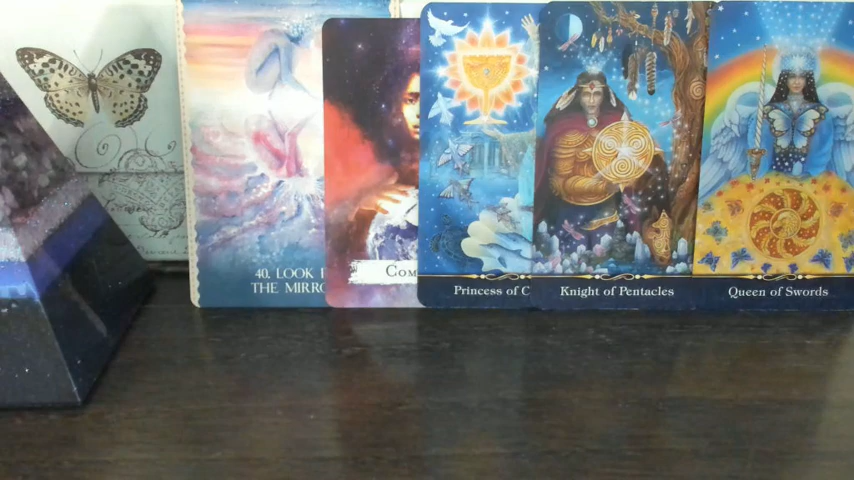 40. LOOK I
THE MIRRO
Com
Princess of C
Knight of Pentacles
Queen of Swords